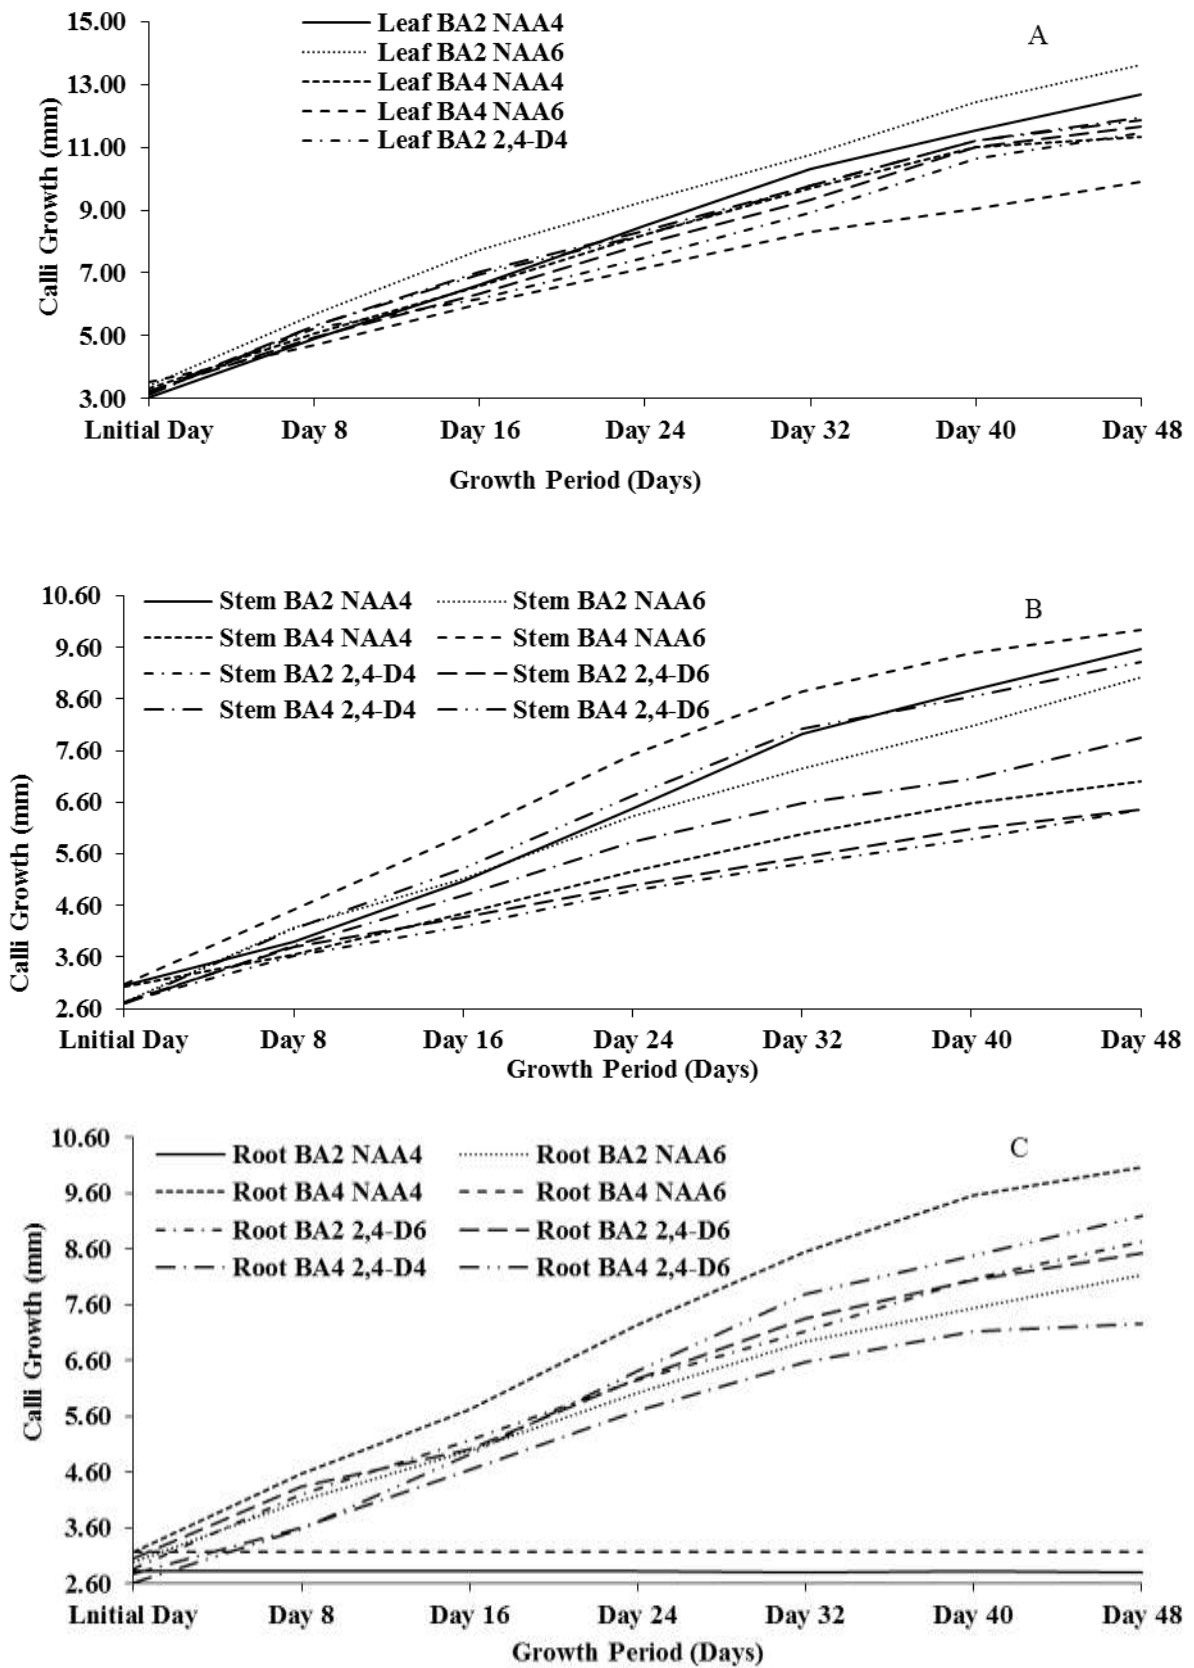 15.00
13.00
11.00
9.00
7.00
5.00
3.00
Calli Growth (mm)
Leaf BA2 NAA4
Leaf BA2 NAA6
Leaf BA4 NAA4
Leaf BA4 NAA6
Leaf BA2 2,4-D4
A
Lnitial Day Day 8 Day 16 Day 24 Day 32 Day 40 Day 48
Growth Period (Days)
10.60
9.60
8.60
7.60
6.60
5.60
4.60
3.60
2.60
Calli Growth (mm)
Stem BA2 NAA4 Stem BA2 NAA6
Stem BA4 NAA4 Stem BA4 NAA6
Stem BA2 2,4-D4 Stem BA2 2,4-D6
Stem BA4 2,4-D4 Stem BA4 2,4-D6
B
Lnitial Day Day 8 Day 16 Day 24 Day 32 Day 40 Day 48
Growth Period (Days)
10.60
9.60
8.60
7.60
6.60
5.60
4.60
3.60
2.60
Calli Growth (mm)
Root BA2 NAA4 Root BA2 NAA6
Root BA4 NAA4 Root BA4 NAA6
Root BA2 2,4-D6 Root BA2 2,4-D6
Root BA4 2,4-D4 Root BA4 2,4-D6
C
Lnitial Day Day 8 Day 16 Day 24 Day 32 Day 40 Day 48
Growth Period (Days)